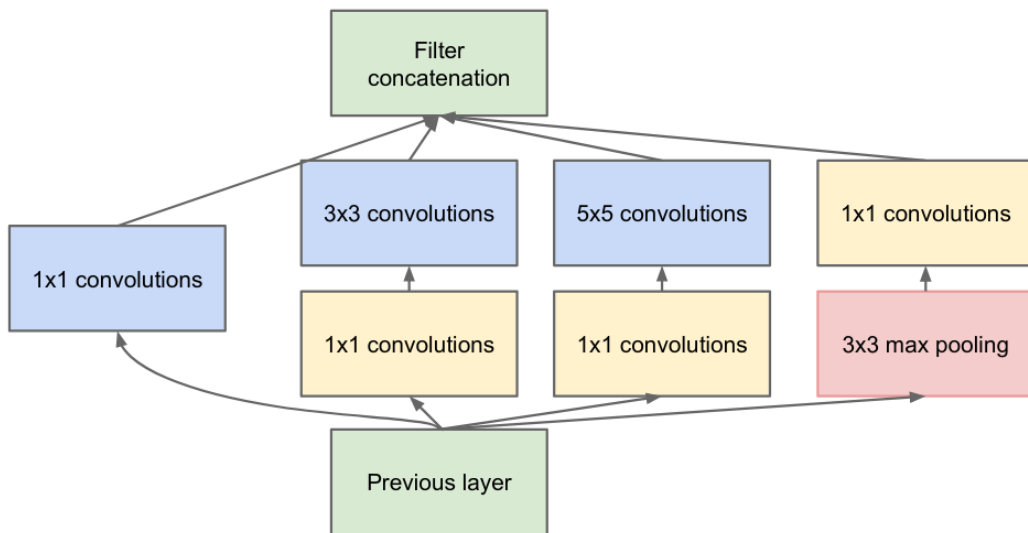 Filter
concatenation
3x3 convolutions
5x5 convolutions
1x1 convolutions
1x1 convolutions
1x1 convolutions
1x1 convolutions
3x3 max pooling
Previous layer